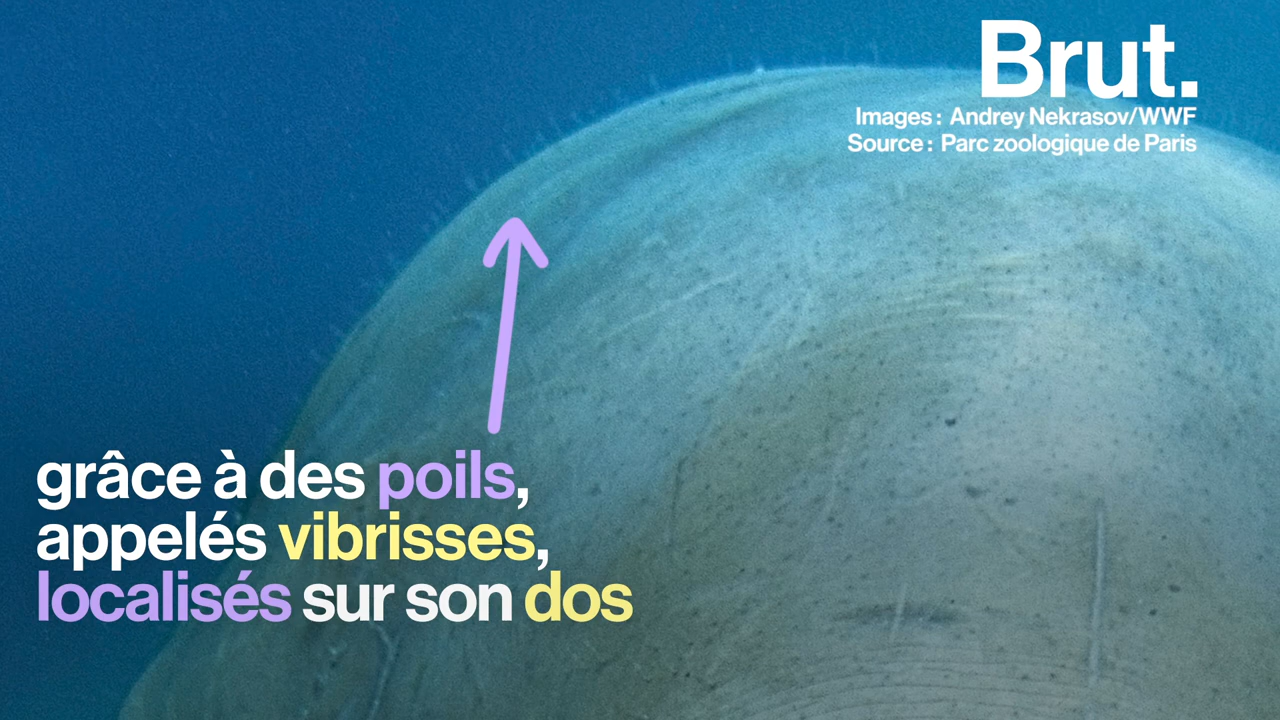 Brut.
Images : Andrey Nekrasov/WWF
Source : Parc zoologique de Paris
grâce à des poils,
appelés vibrisses,
localisés sur son dos